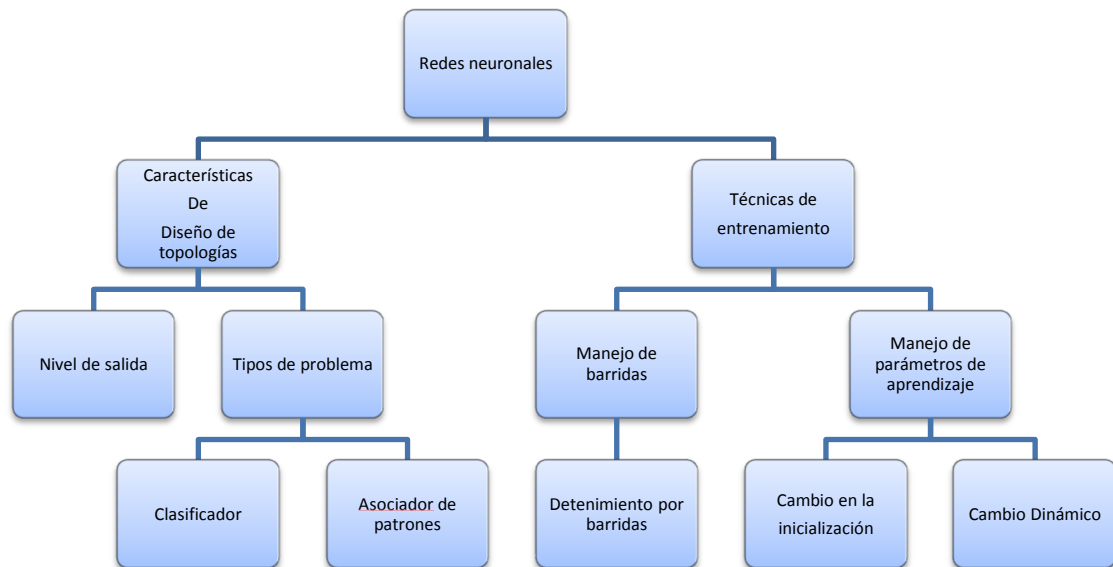 Redes neuronales
Características
De
Diseño de
topologías
Técnicas de
entrenamiento
Nivel de salida
Tipos de problema
Manejo de
barridas
Manejo de
parámetros de
aprendizaje
Clasificador
Asociador de
patrones
Detenimiento por
barridas
Cambio en la
inicialización
Cambio Dinámico